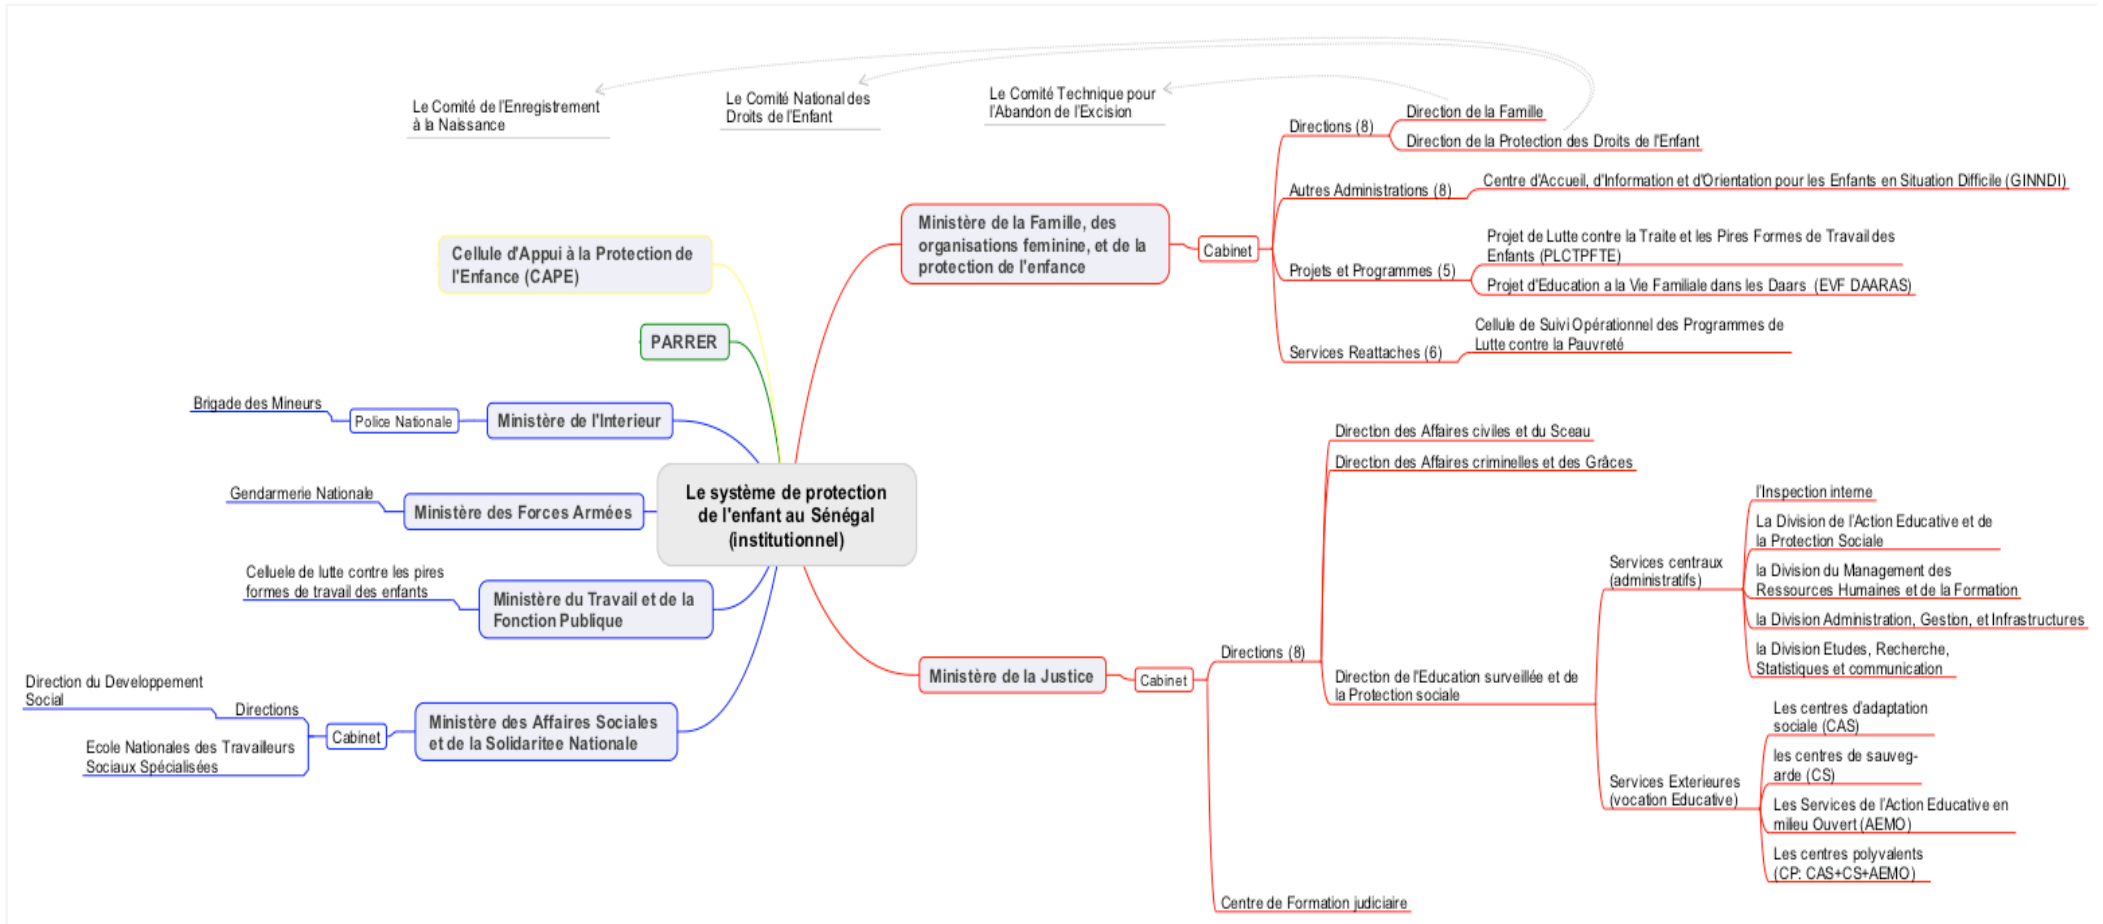 Le Comité de l'Enregistrement
à la Naissance
Le Comité National des
Droits de l'Enfant
Le Comité Technique pour
l'Abandon de l'Excision
Cellule d'Appui à la Protection de
l'Enfance (CAPE)
PARRER
Brigade des Mineurs
Police Nationale
Ministère de l'Interieur
Gendarmerie Nationale
Ministère des Forces Armées
Celluele de lutte contre les pires
formes de travail des enfants
Ministère du Travail et de la
Fonction Publique
Direction du Developpement
Social
Directions
Ecole Nationales des Travailleurs
Sociaux Spécialisées
Cabinet
Ministère des Affaires Sociales
et de la Solidaritee Nationale
Le système de protection
de l'enfant au Sénégal
(institutionnel)
Ministère de la Famille, des
organisations feminine, et de la
protection de l'enfance
Cabinet
Directions (8)
Direction de la Famille
Direction de la Protection des Droits de l'Enfant
Autres Administrations (8)
Centre d'Accueil, d'Information et d'Orientation pour les Enfants en Situation Difficile (GINNDI)
Projets et Programmes (5)
Projet de Lutte contre la Traite et les Pires Formes de Travail des
Enfants (PLCTPFTE)
Projet d'Education a la Vie Familiale dans les Daars (EVF DAARAS)
Services Reattaches (6)
Cellule de Suivi Opérationnel des Programmes de
Lutte contre la Pauvreté
Ministère de la Justice
Cabinet
Directions (8)
Direction des Affaires civiles et du Sceau
Direction des Affaires criminelles et des Grâces
Direction de l'Education surveillée et de
la Protection sociale
Services centraux
(administratifs)
l'Inspection interne
La Division de l'Action Educative et de
la Protection Sociale
la Division du Management des
Ressources Humaines et de la Formation
la Division Administration, Gestion, et Infrastructures
la Division Etudes, Recherche,
Statistiques et communication
Services Exterieures
(vocation Educative)
Les centres d'adaptation
sociale (CAS)
les centres de sauveg-
arde (CS)
Les Services de l'Action Educative en
milieu Ouvert (AEMO)
Les centres polyvalents
(CP: CAS+CS+AEMO)
Centre de Formation judiciaire